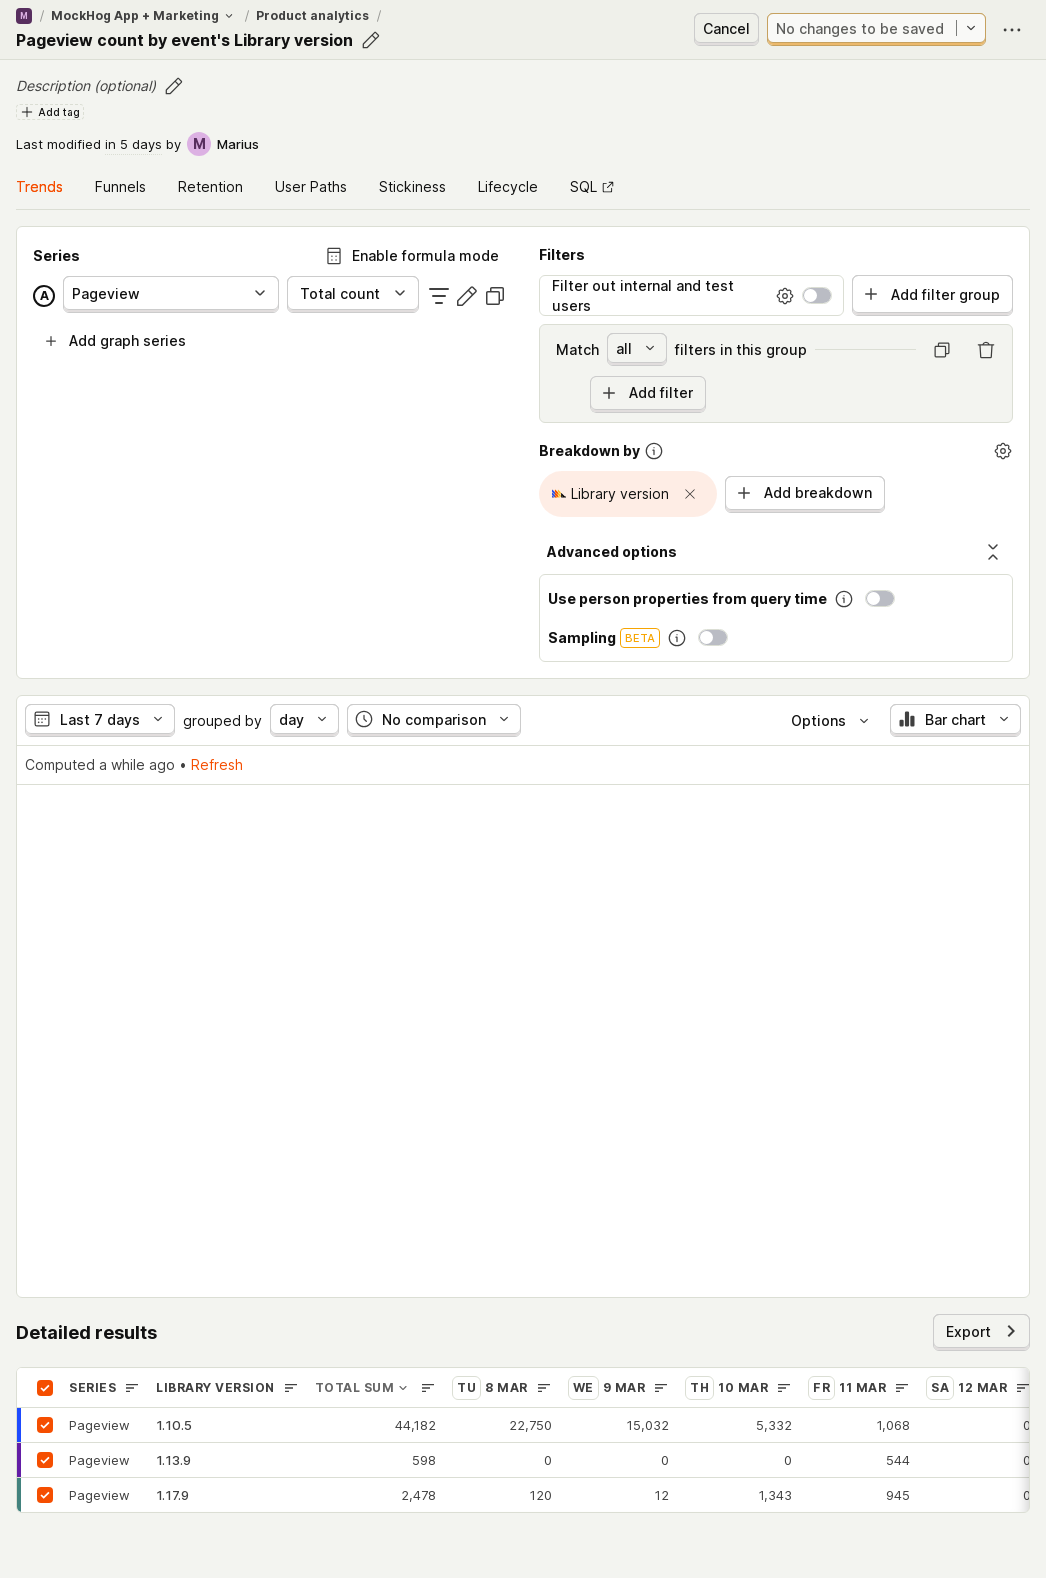 M / MockHog App + Marketing / Product analytics /
Pageview count by event's Library version
Cancel No changes to be saved
Description (optional)
Add tag
Last modified in 5 days by M Marius
Trends Funnels Retention User Paths Stickiness Lifecycle SQL
Series Enable formula mode
A Pageview Total count
Add graph series
Filters
Filter out internal and test
users
Add filter group
Match all filters in this group
Add filter
Breakdown by
Library version Add breakdown
Advanced options
Use person properties from query time
Sampling BETA
Last 7 days grouped by day No comparison Options Bar chart
Computed a while ago • Refresh
Detailed results Export
SERIES LIBRARY VERSION TOTAL SUM TU 8 MAR WE 9 MAR TH 10 MAR FR 11 MAR SA 12 MAR
Pageview 1.10.5 44,182 22,750 15,032 5,332 1,068 0
Pageview 1.13.9 598 0 0 0 544 0
Pageview 1.17.9 2,478 120 12 1,343 945 0